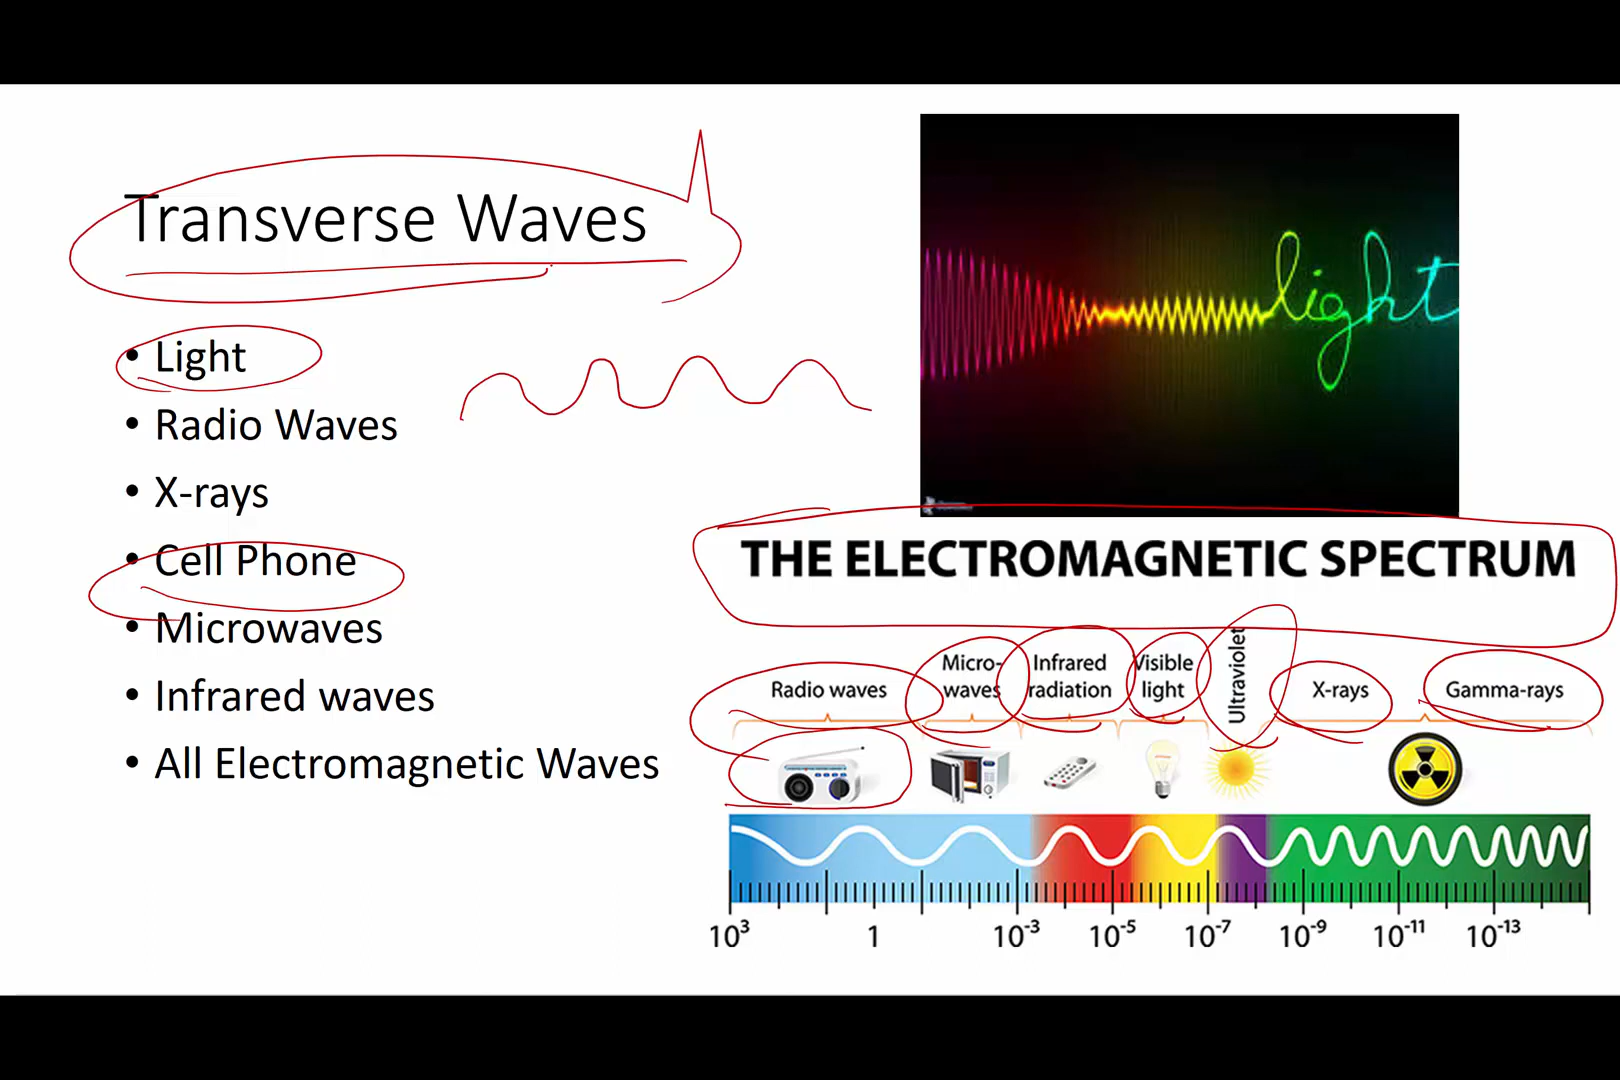 Transverse Waves
• Light
• Radio Waves
• X-rays
• Cell Phone
• Microwaves
• Infrared waves
• All Electromagnetic Waves
light
THE ELECTROMAGNETIC SPECTRUM
Radio waves
Micro-
waves
Infrared
radiation
Visible
light
Ultraviolet
X-rays
Gamma-rays
10³ 1 10⁻³ 10⁻⁵ 10⁻⁷ 10⁻⁹ 10⁻¹¹ 10⁻¹³